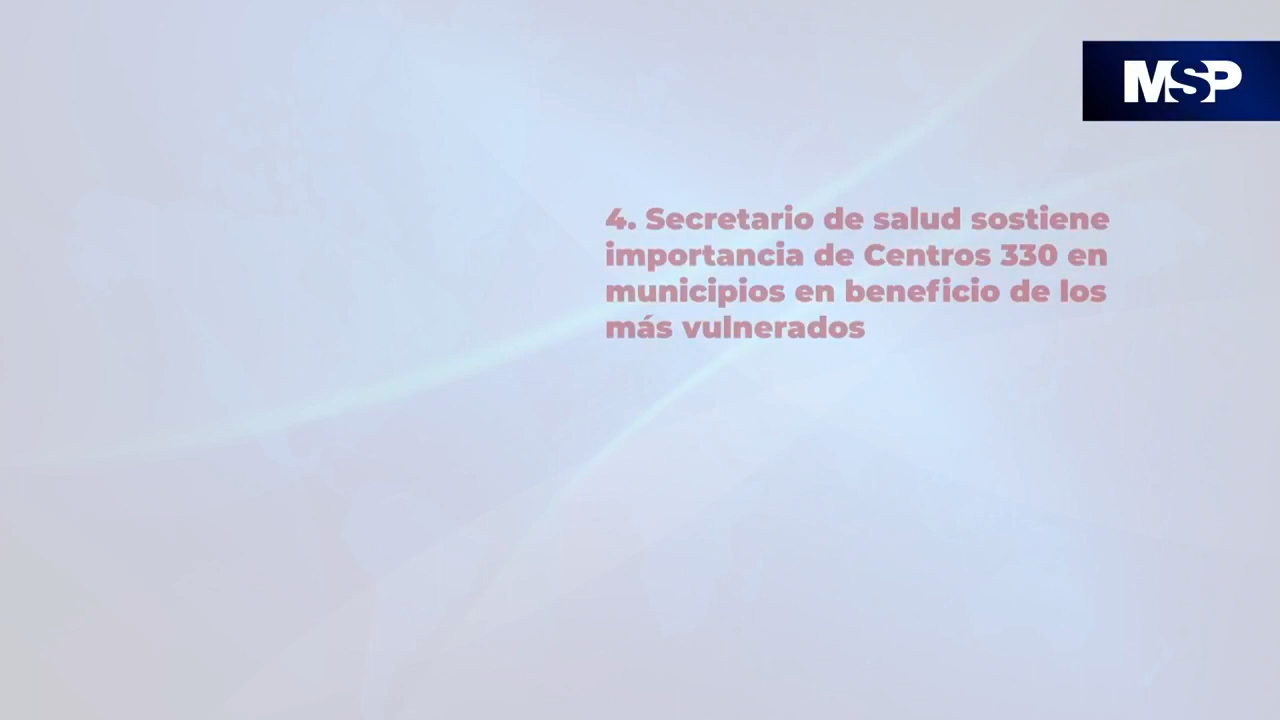 MSP
4. Secretario de salud sostiene
importancia de Centros 330 en
municipios en beneficio de los
más vulnerados